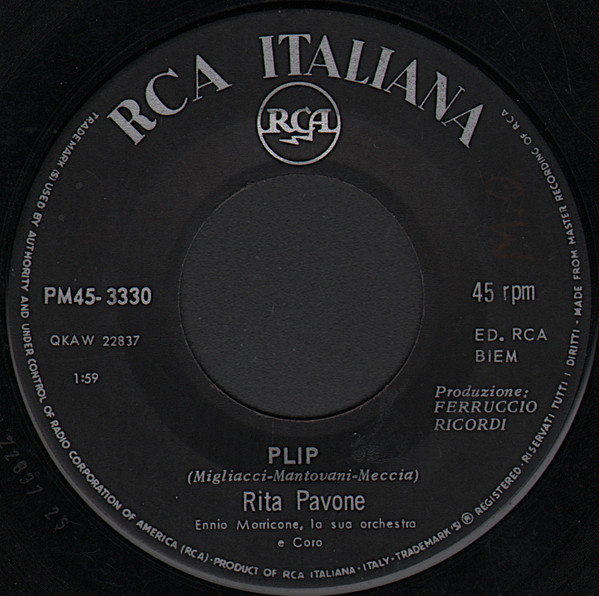 RCA ITALIANA
RCA
PM45-3330
45 rpm
QKAW 22837
ED. RCA
BIEM
1:59
Produzione:
FERRUCCIO
RICORDI
PLIP
(Migliacci-Mantovani-Meccia)
Rita Pavone
Ennio Morricone, la sua orchestra
e Coro
TRADEMARK (S) USED BY AUTHORITY AND UNDER CONTROL OF RADIO CORPORATION OF AMERICA (RCA) · PRODUCT OF RCA ITALIANA · ITALY · TRADEMARK (S) ® REGISTERED · RISERVATI TUTTI I DIRITTI - MADE FROM MASTER RECORDING OF RCA